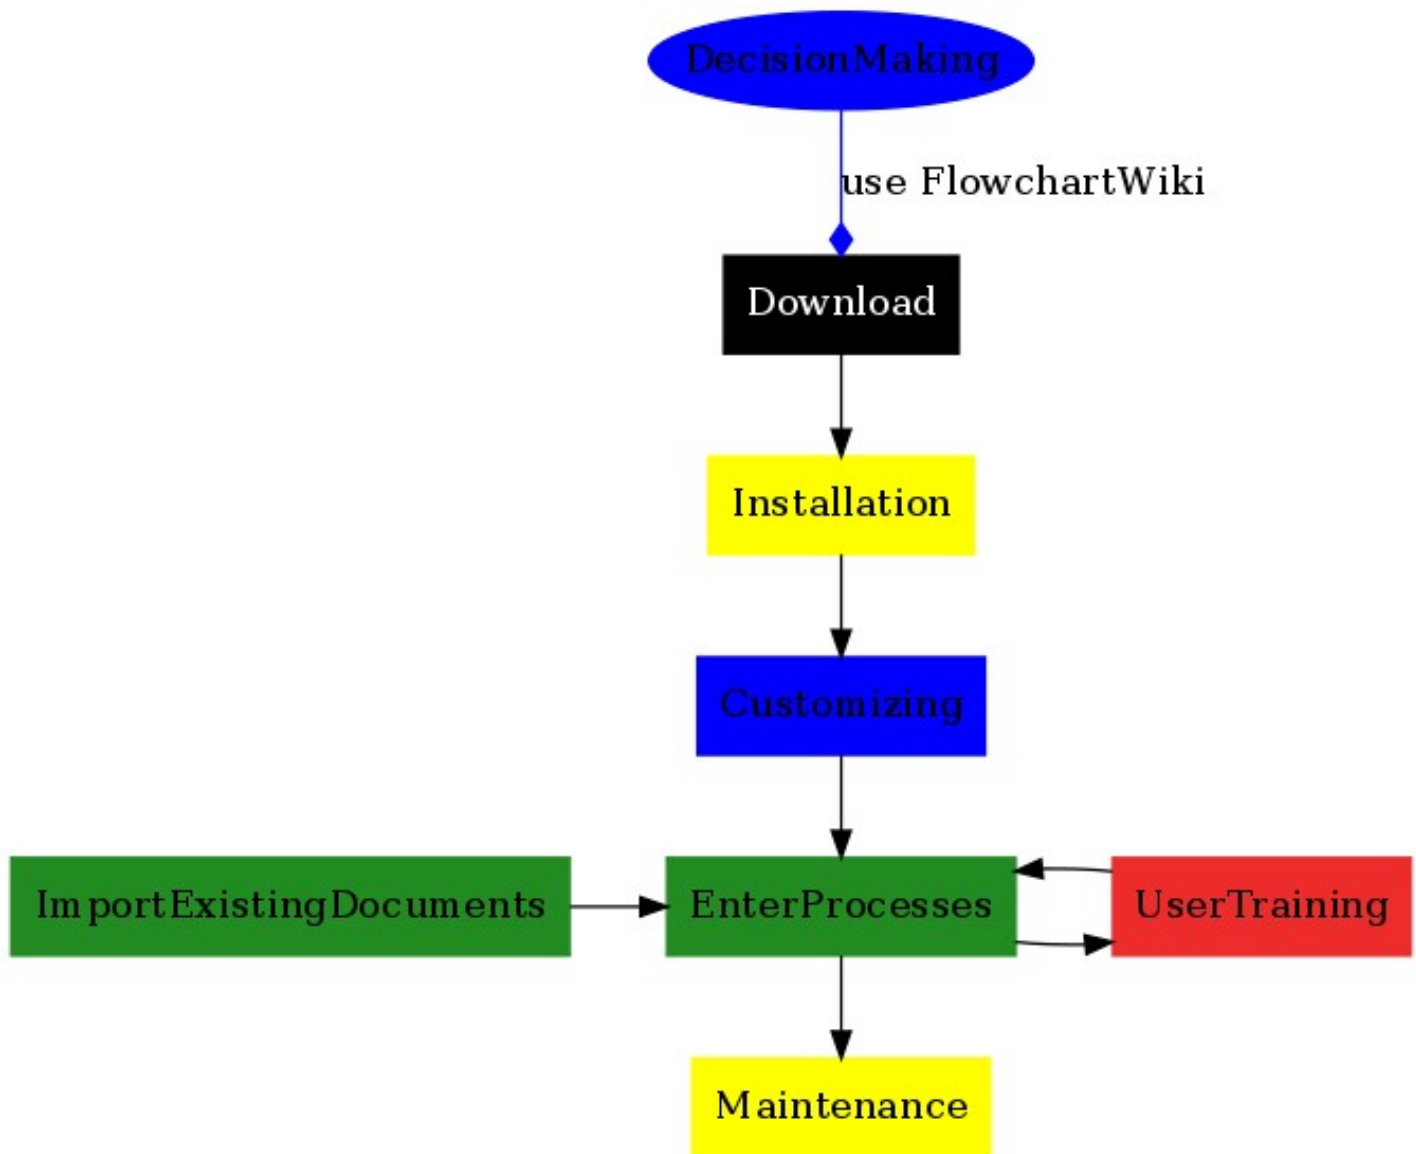 DecisionMaking
use FlowchartWiki
Download
Installation
Customizing
ImportExistingDocuments
EnterProcesses
UserTraining
Maintenance